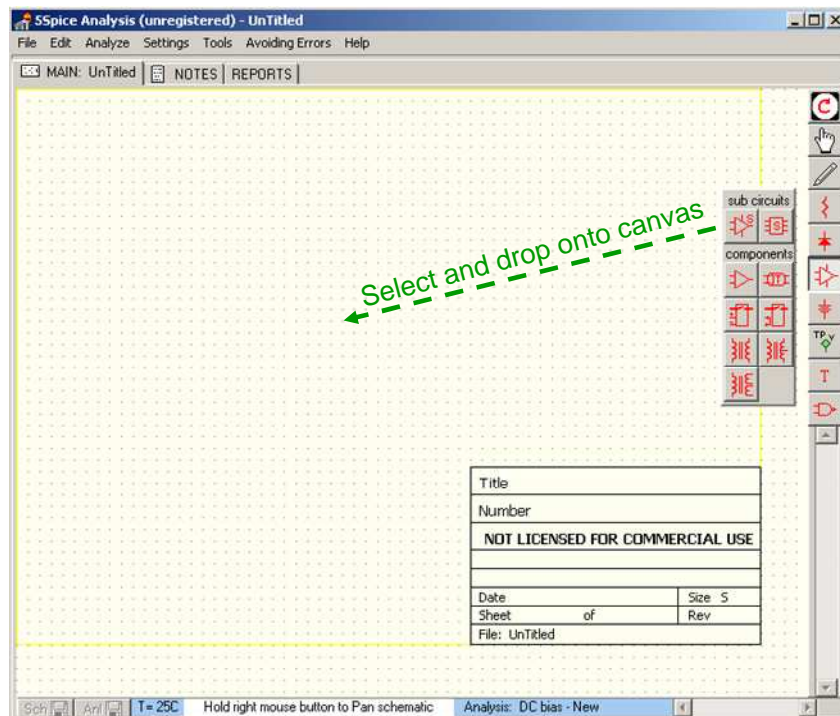 5Spice Analysis (unregistered) - UnTitled
File Edit Analyze Settings Tools Avoiding Errors Help
MAIN: UnTitled NOTES REPORTS
C
sub circuits
S S
components
Select and drop onto canvas
TP V
T
Title
Number
NOT LICENSED FOR COMMERCIAL USE
Date Size S
Sheet of Rev
File: UnTitled
Sch Anl T= 25C Hold right mouse button to Pan schematic Analysis: DC bias - New